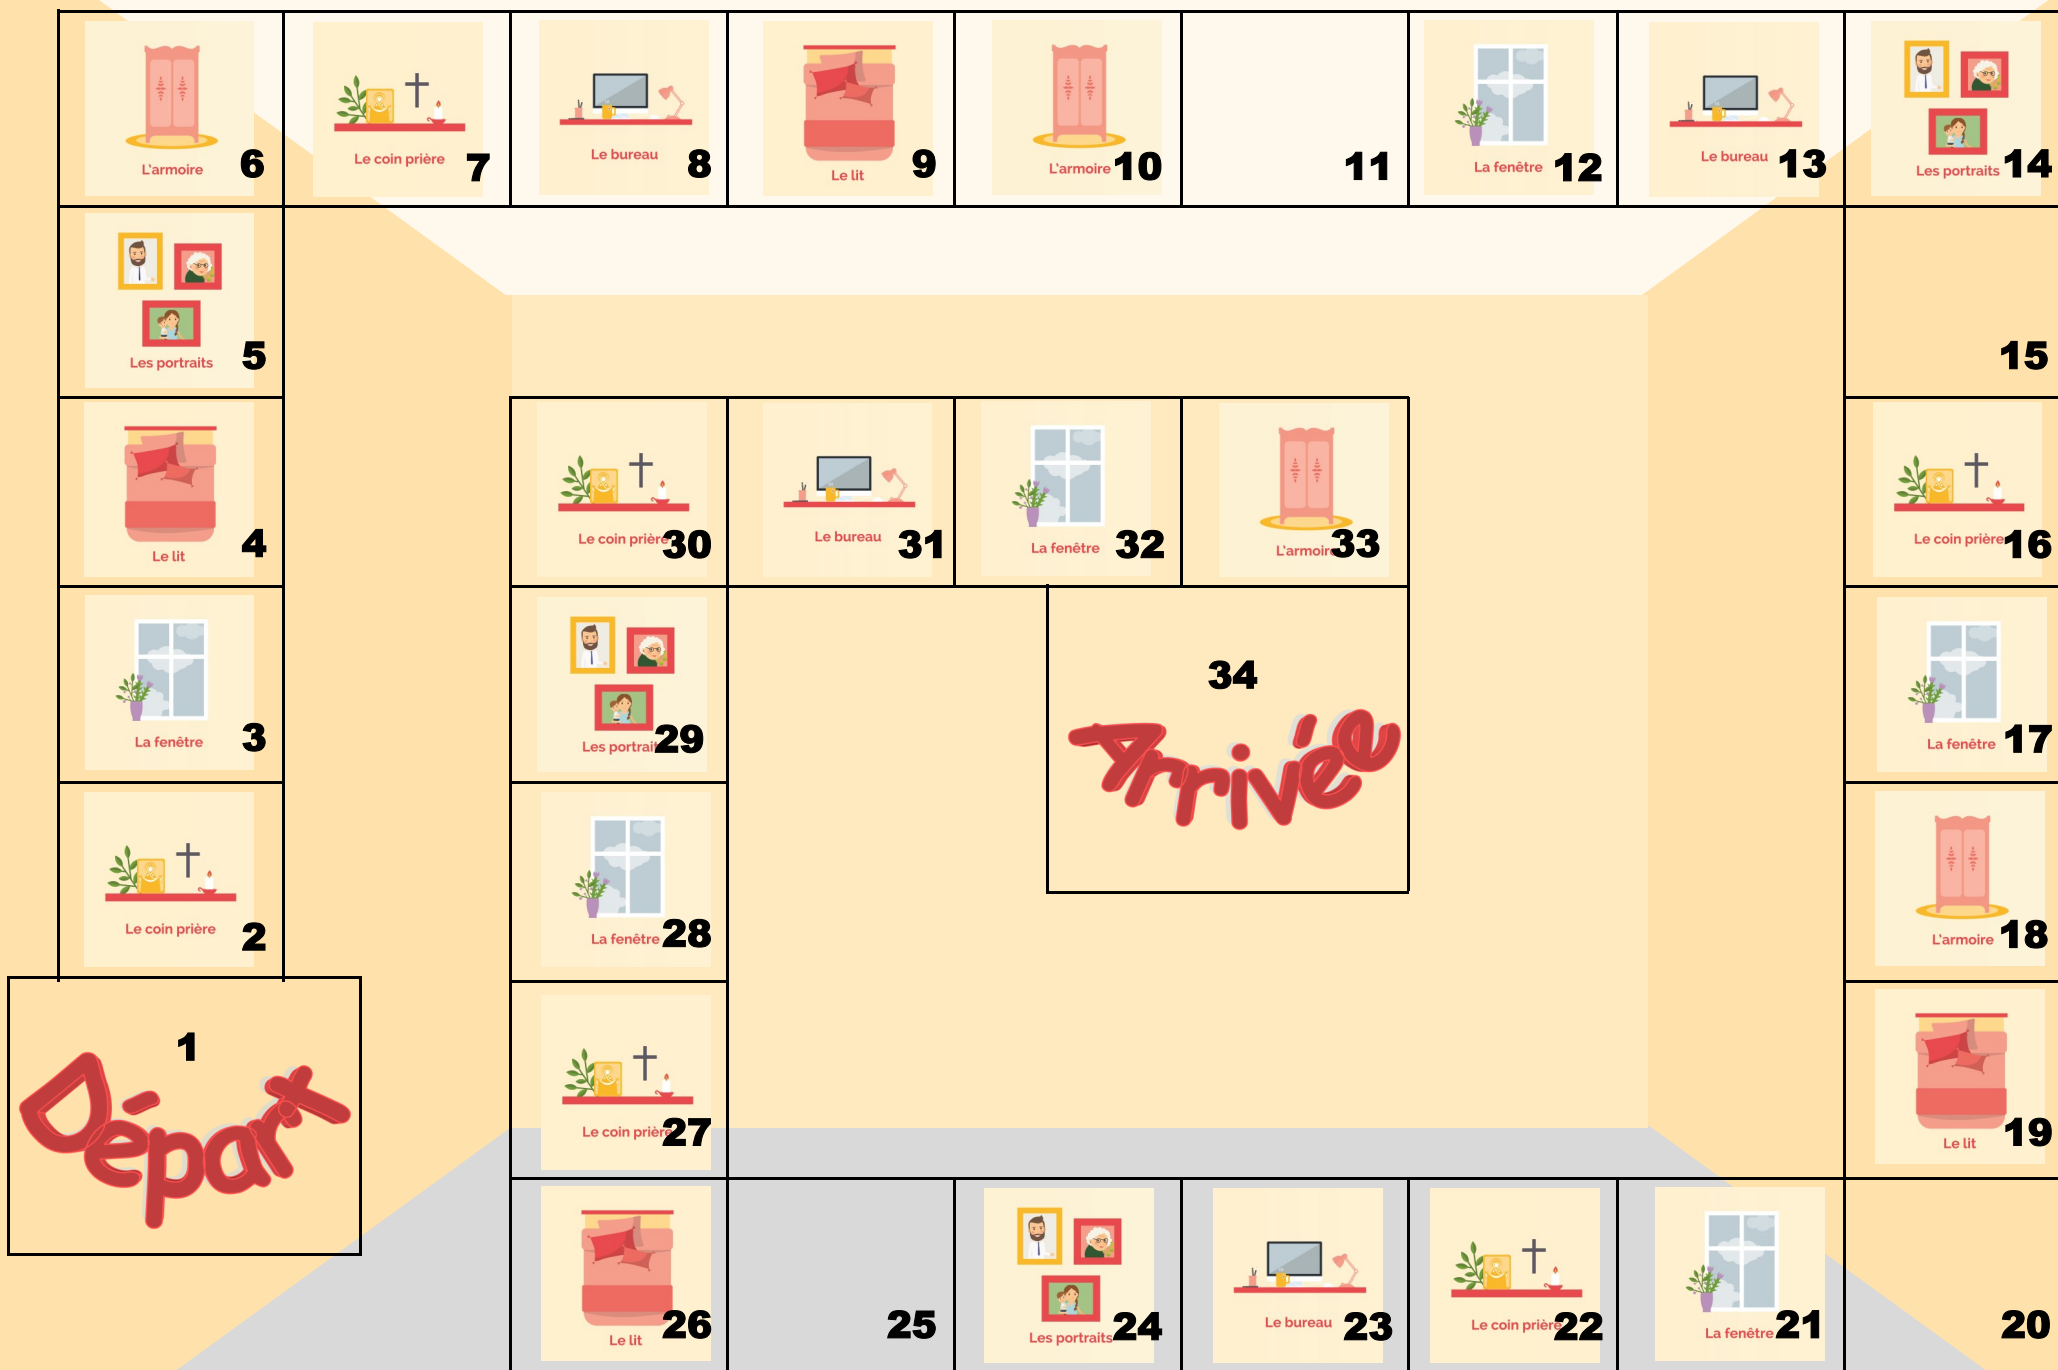 L'armoire 6
Le coin prière 7
Le bureau 8
Le lit 9
L'armoire 10
11
La fenêtre 12
Le bureau 13
Les portraits 14
Les portraits 5
15
Le lit 4
Le coin prière 30
Le bureau 31
La fenêtre 32
L'armoire 33
Le coin prière 16
La fenêtre 3
Les portrait 29
34
Arrivée
La fenêtre 17
Le coin prière 2
La fenêtre 28
L'armoire 18
1
Départ
Le coin prière 27
Le lit 19
Le lit 26
25
Les portraits 24
Le bureau 23
Le coin prière 22
La fenêtre 21
20